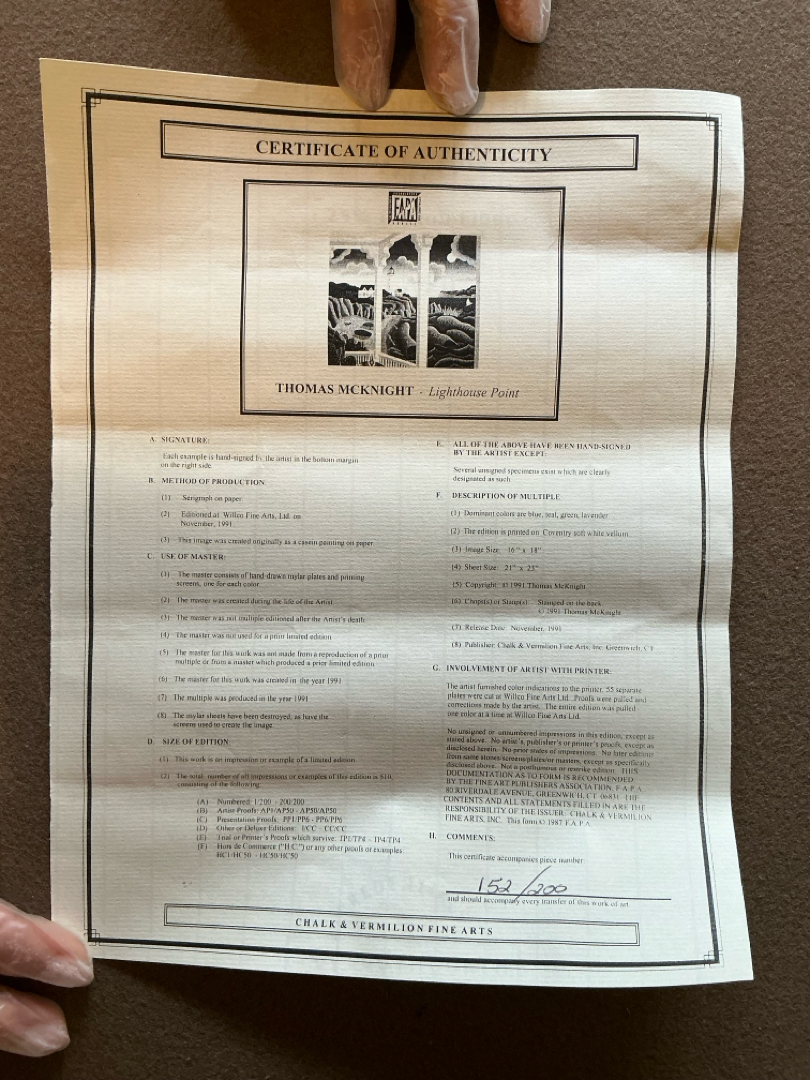 CERTIFICATE OF AUTHENTICITY
FAPA
THOMAS MCKNIGHT - Lighthouse Point
A. SIGNATURE:
Each example is hand-signed by the artist in the bottom margin
on the right side.
B. METHOD OF PRODUCTION:
(1) Serigraph on paper.
(2) Editioned at Willco Fine Arts, Ltd. on
November, 1991.
(3) This image was created originally as a casein painting on paper.
C. USE OF MASTER:
(1) The master consists of hand-drawn mylar plates and printing
screens, one for each color.
(2) The master was created during the life of the Artist.
(3) The master was not multiple editioned after the Artist's death.
(4) The master was not used for a prior limited edition.
(5) The master for this work was not made from a reproduction of a prior
multiple or from a master which produced a prior limited edition.
(6) The master for this work was created in the year 1991
(7) The multiple was produced in the year 1991
(8) The mylar sheets have been destroyed, as have the
screens used to create the image.
D. SIZE OF EDITION:
(1) This work is an impression or example of a limited edition.
(2) The total number of all impressions or examples of this edition is 510,
consisting of the following:
(A) Numbered: 1/200 - 200/200
(B) Artist Proofs: AP1/AP50 - AP50/AP50
(C) Presentation Proofs: PP1/PP6 - PP6/PP6
(D) Other or Deluxe Editions: I/CC - CC/CC
(E) Trial or Printer's Proofs which survive: TP1/TP4 - TP4/TP4
(F) Hors de Commerce ("H.C.") or any other proofs or examples:
HC1/HC50 - HC50/HC50
E. ALL OF THE ABOVE HAVE BEEN HAND-SIGNED
BY THE ARTIST EXCEPT:
Several unsigned specimens exist which are clearly
designated as such.
F. DESCRIPTION OF MULTIPLE
(1) Dominant colors are blue, teal, green, lavender
(2) The edition is printed on Coventry soft white vellum.
(3) Image Size: 16" x 18"
(4) Sheet Size: 21" x 23"
(5) Copyright: © 1991 Thomas McKnight
(6) Chops(s) or Stamp(s): Stamped on the back
© 1991 Thomas McKnight
(7) Release Date: November, 1991
(8) Publisher: Chalk & Vermilion Fine Arts, Inc. Greenwich, CT
G. INVOLVEMENT OF ARTIST WITH PRINTER:
The artist furnished color indications to the printer, 55 separate
plates were cut at Willco Fine Arts Ltd. Proofs were pulled and
corrections made by the artist. The entire edition was pulled
one color at a time at Willco Fine Arts Ltd.
No unsigned or unnumbered impressions in this edition, except as
stated above. No artist's, publisher's or printer's proofs, except as
disclosed herein. No prior states of impressions. No later editions
from same stones/screens/plates/or masters, except as specifically
disclosed above. Not a posthumous or restrike edition. THIS
DOCUMENTATION AS TO FORM IS RECOMMENDED
BY THE FINE ART PUBLISHERS ASSOCIATION, F.A.P.A.
80 RIVERDALE AVENUE, GREENWICH, CT 06831. THE
CONTENTS AND ALL STATEMENTS FILLED IN ARE THE
RESPONSIBILITY OF THE ISSUER: CHALK & VERMILION
FINE ARTS, INC. This form © 1987 F.A.P.A.
H. COMMENTS:
This certificate accompanies piece number:
152/200
and should accompany every transfer of this work of art.
CHALK & VERMILION FINE ARTS